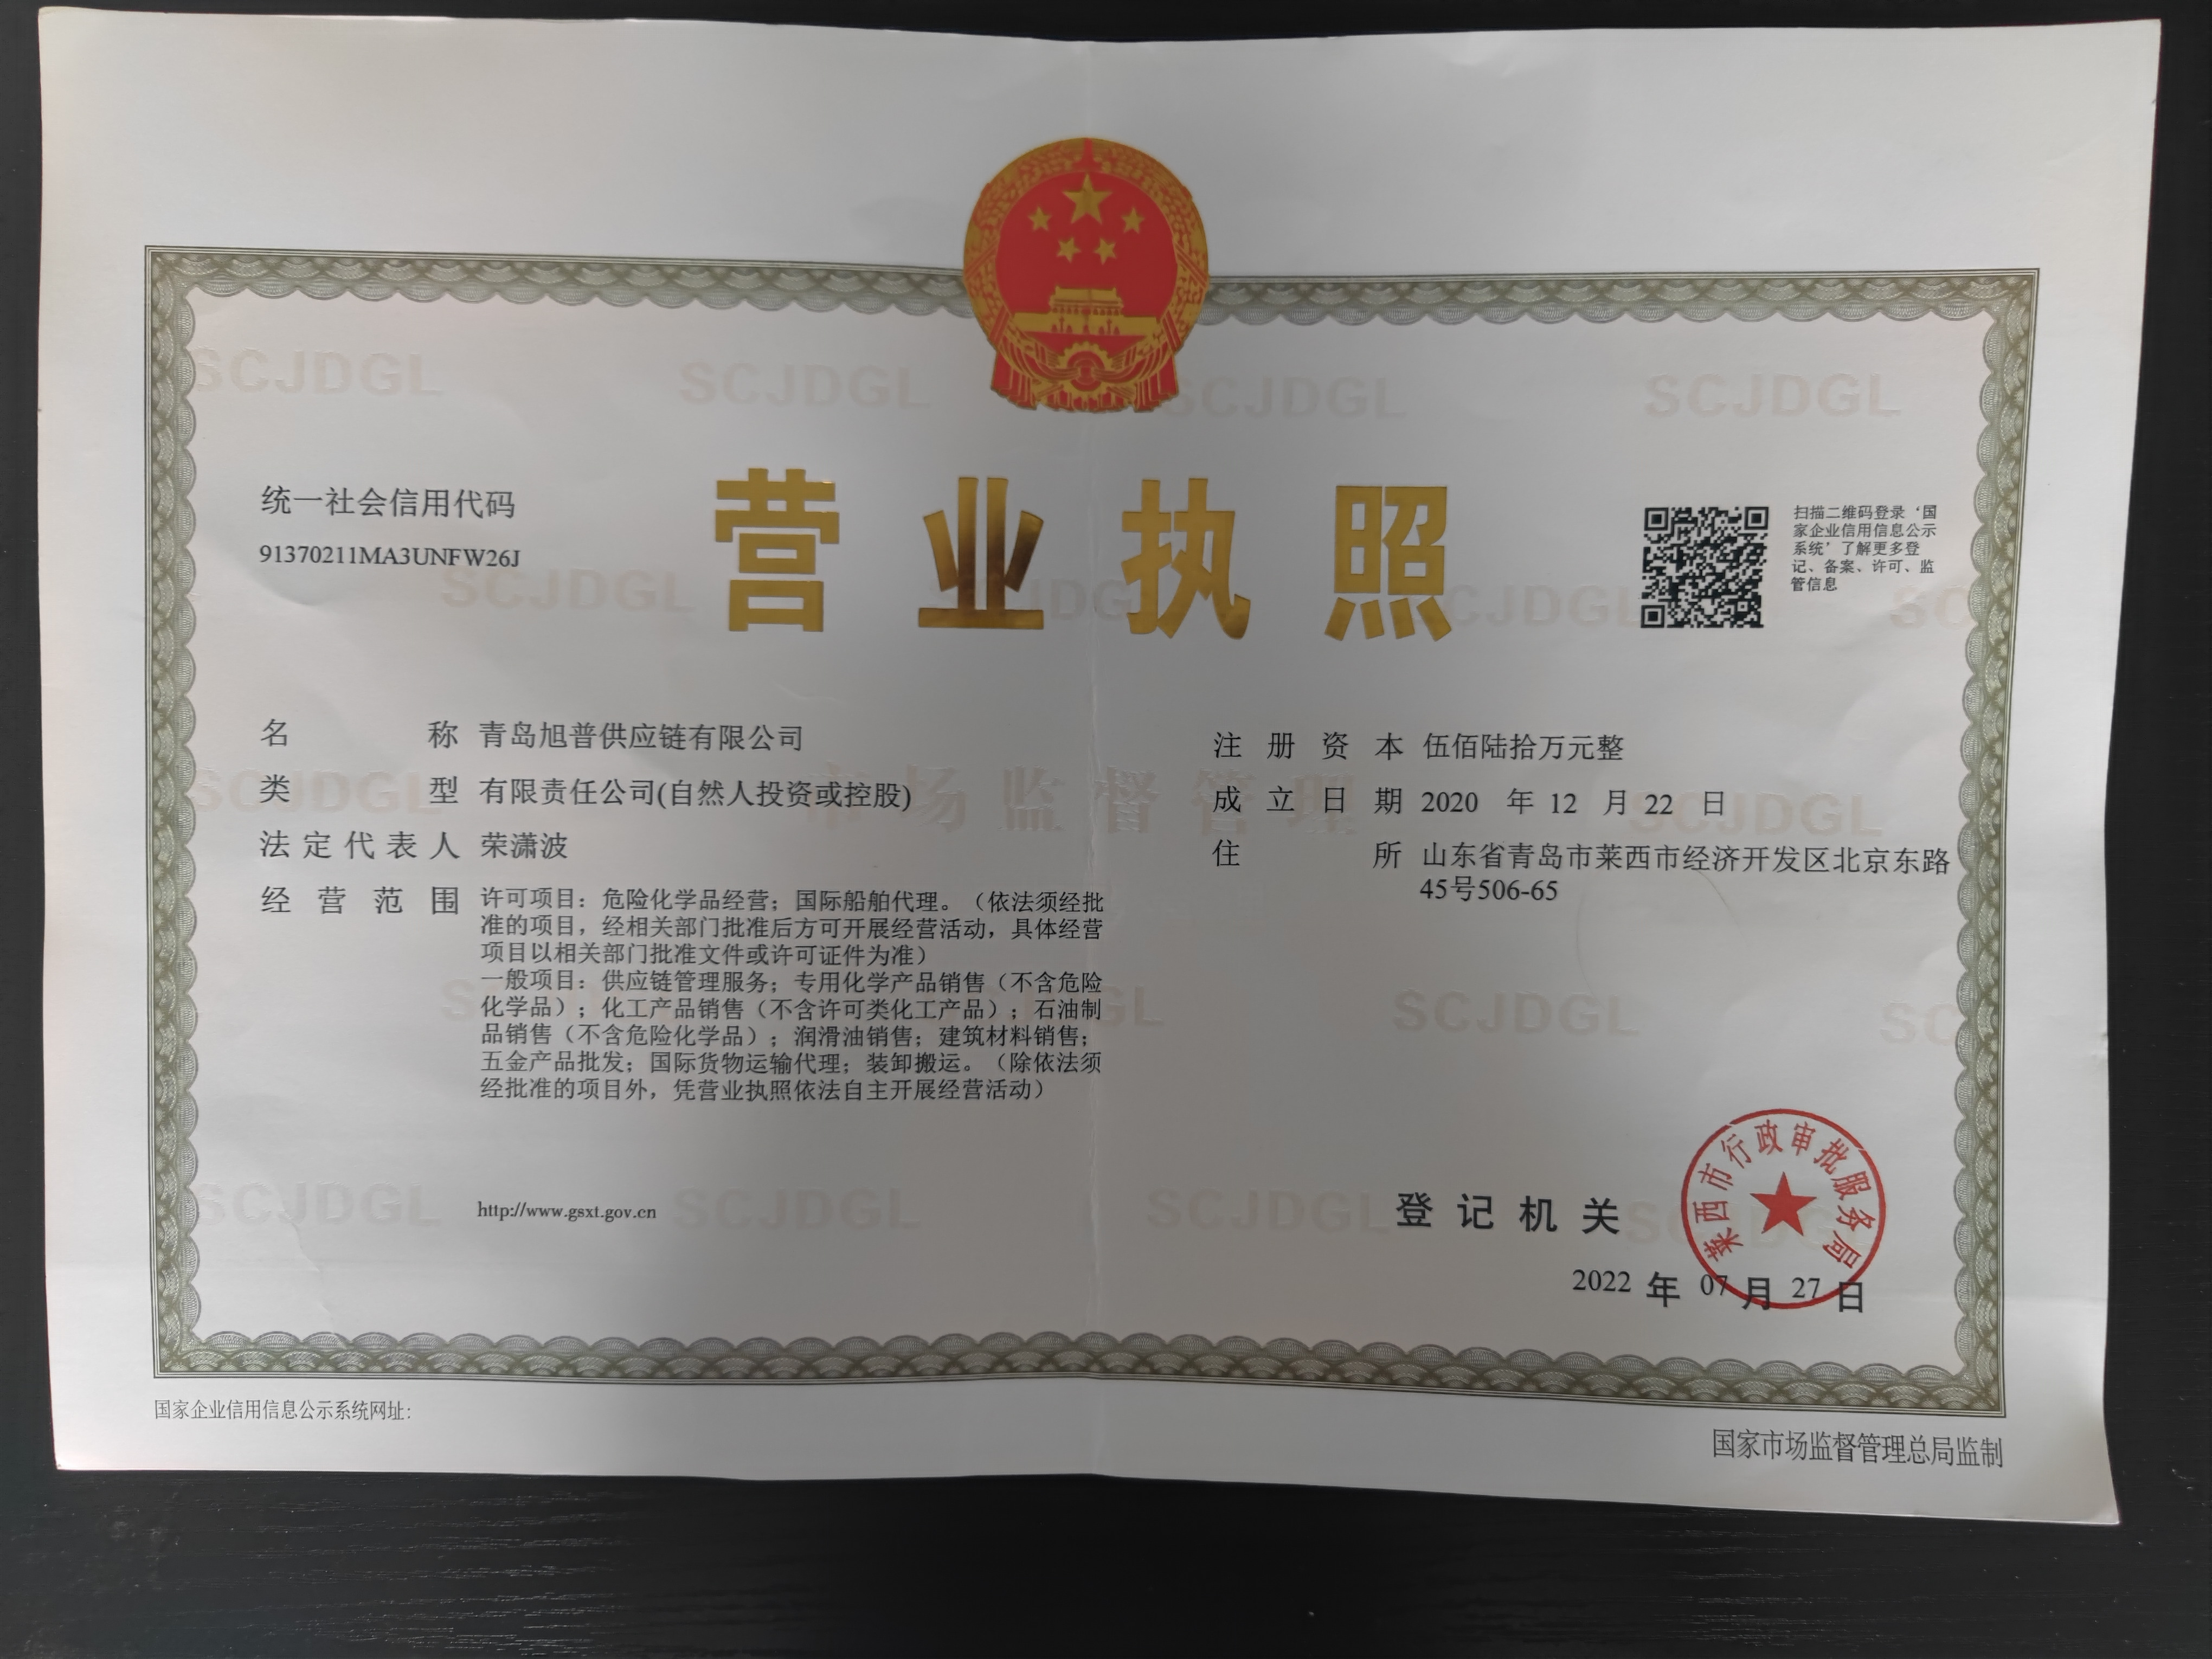 统一社会信用代码
91370211MA3UNFW26J
营业执照
扫描二维码登录‘国
家企业信用信息公示
系统’了解更多登
记、备案、许可、监
管信息
名称 青岛旭普供应链有限公司
类型 有限责任公司(自然人投资或控股)
法定代表人 荣潇波
经营范围 许可项目：危险化学品经营；国际船舶代理。（依法须经批
准的项目，经相关部门批准后方可开展经营活动，具体经营
项目以相关部门批准文件或许可证件为准）
一般项目：供应链管理服务；专用化学产品销售（不含危险
化学品）；化工产品销售（不含许可类化工产品）；石油制
品销售（不含危险化学品）；润滑油销售；建筑材料销售；
五金产品批发；国际货物运输代理；装卸搬运。（除依法须
经批准的项目外，凭营业执照依法自主开展经营活动）
注册资本 伍佰陆拾万元整
成立日期 2020 年 12 月 22 日
住所 山东省青岛市莱西市经济开发区北京东路
45号506-65
http://www.gsxt.gov.cn
登记机关
莱西市行政审批服务局
2022 年 07 月 27 日
国家企业信用信息公示系统网址：
国家市场监督管理总局监制
SCJDGL
市场监督管理